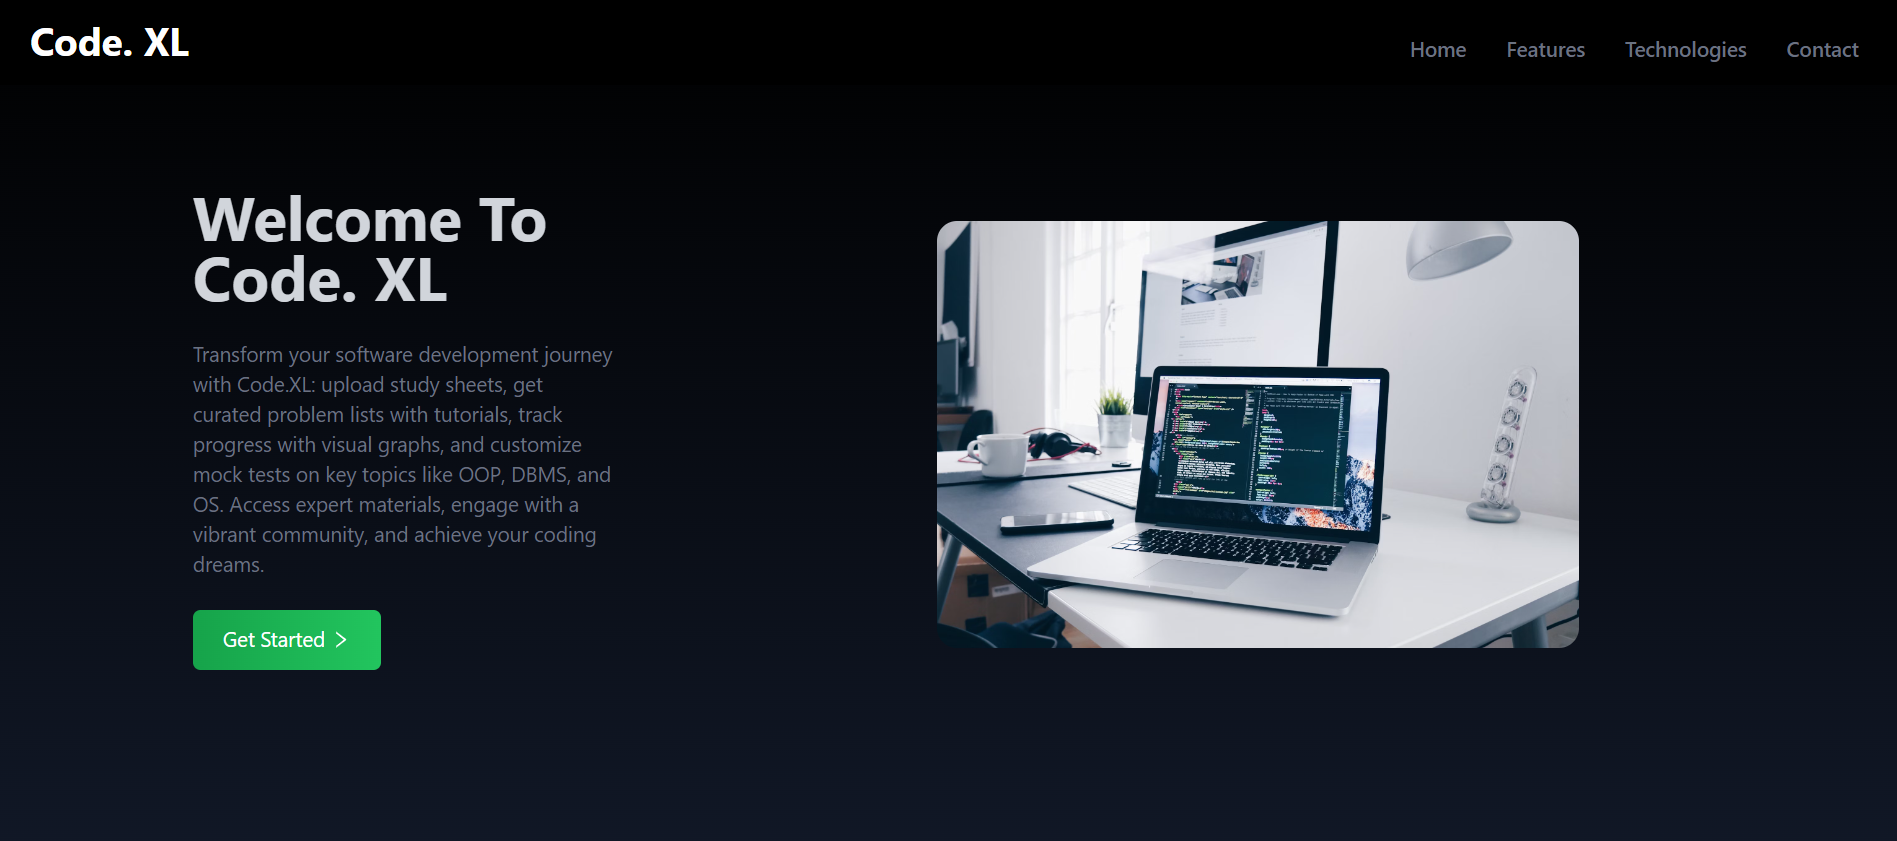 Code. XL
Home Features Technologies Contact
Welcome To
Code. XL
Transform your software development journey
with Code.XL: upload study sheets, get
curated problem lists with tutorials, track
progress with visual graphs, and customize
mock tests on key topics like OOP, DBMS, and
OS. Access expert materials, engage with a
vibrant community, and achieve your coding
dreams.
Get Started